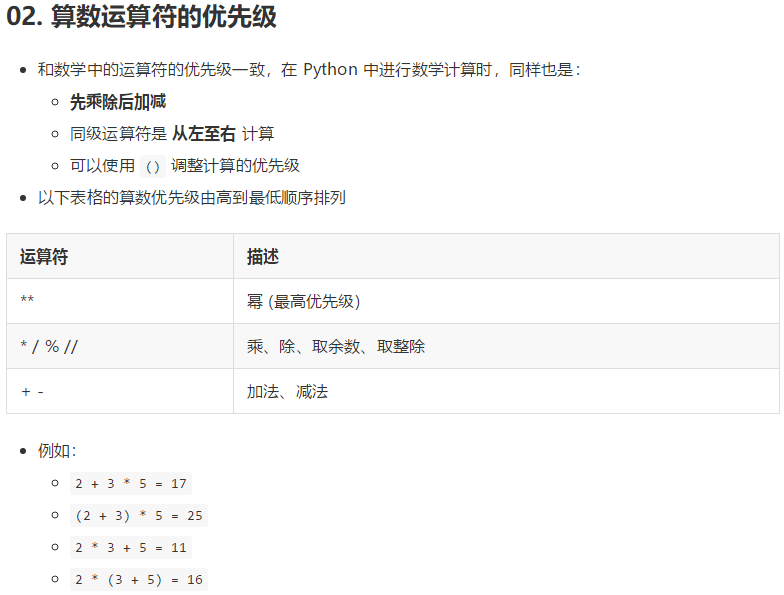 02. 算数运算符的优先级
和数学中的运算符的优先级一致，在 Python 中进行数学计算时，同样也是：
先乘除后加减
同级运算符是 从左至右 计算
可以使用 () 调整计算的优先级
以下表格的算数优先级由高到最低顺序排列
运算符 描述
** 幂 (最高优先级)
* / % // 乘、除、取余数、取整除
+ - 加法、减法
例如：
2 + 3 * 5 = 17
(2 + 3) * 5 = 25
2 * 3 + 5 = 11
2 * (3 + 5) = 16